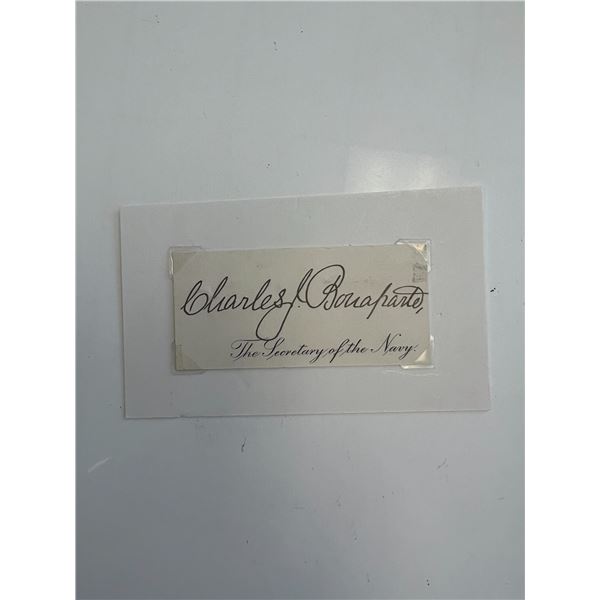 Charles J. Bonaparte,
The Secretary of the Navy.